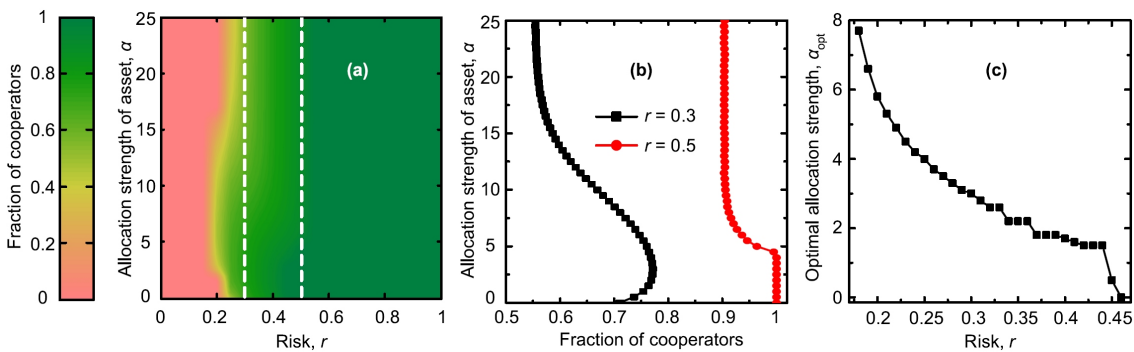 Fraction of cooperators
1
0.8
0.6
0.4
0.2
0
Allocation strength of asset, α
25
20
15
10
5
0
(a)
0 0.2 0.4 0.6 0.8 1
Risk, r
Allocation strength of asset, α
25
20
15
10
5
0
(b)
r = 0.3
r = 0.5
0.5 0.6 0.7 0.8 0.9 1
Fraction of cooperators
Optimal allocation strength, αopt
8
6
4
2
0
(c)
0.2 0.25 0.3 0.35 0.4 0.45
Risk, r